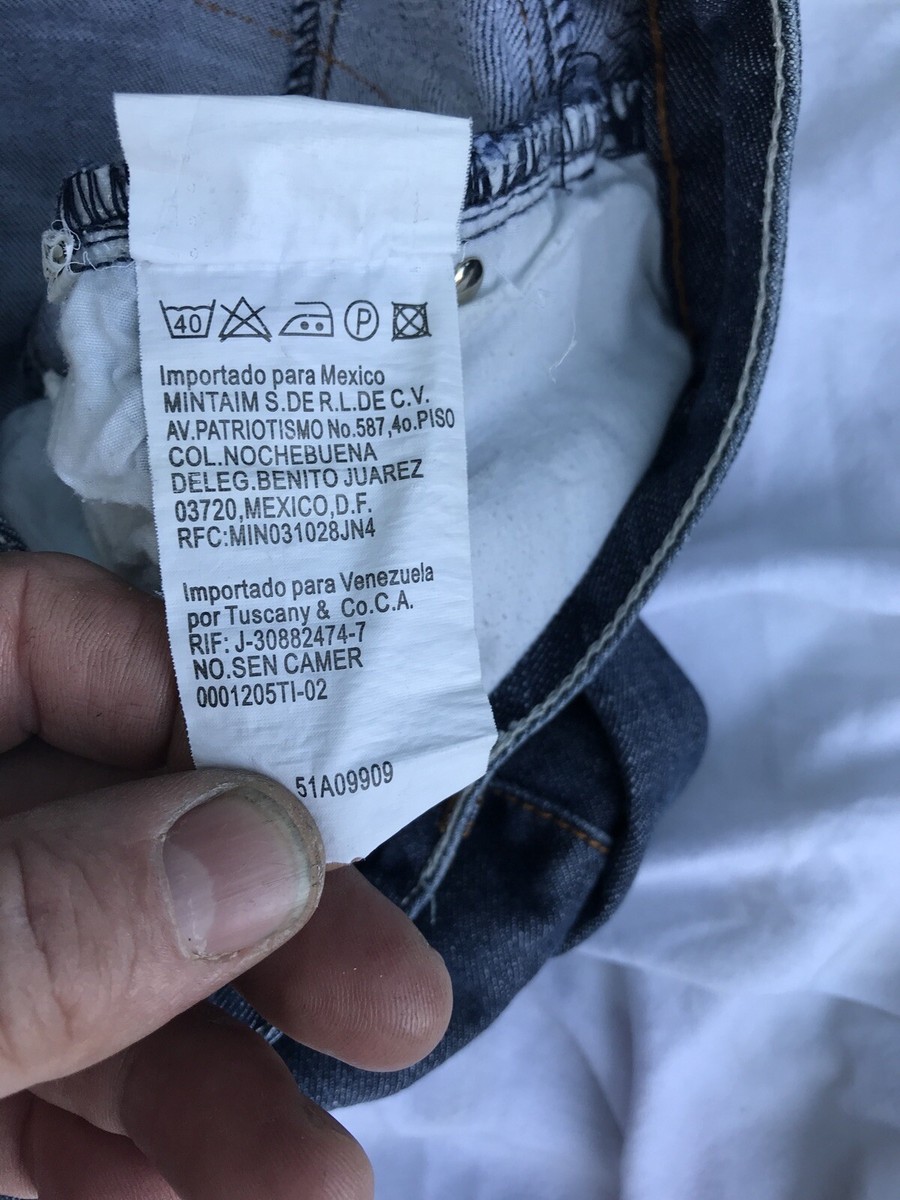 40 P
Importado para Mexico
MINTAIM S.DE R.L.DE C.V.
AV.PATRIOTISMO No.587,4o.PISO
COL.NOCHEBUENA
DELEG.BENITO JUAREZ
03720,MEXICO,D.F.
RFC:MIN031028JN4
Importado para Venezuela
por Tuscany & Co.C.A.
RIF: J-30882474-7
NO.SEN CAMER
0001205TI-02
51A09909